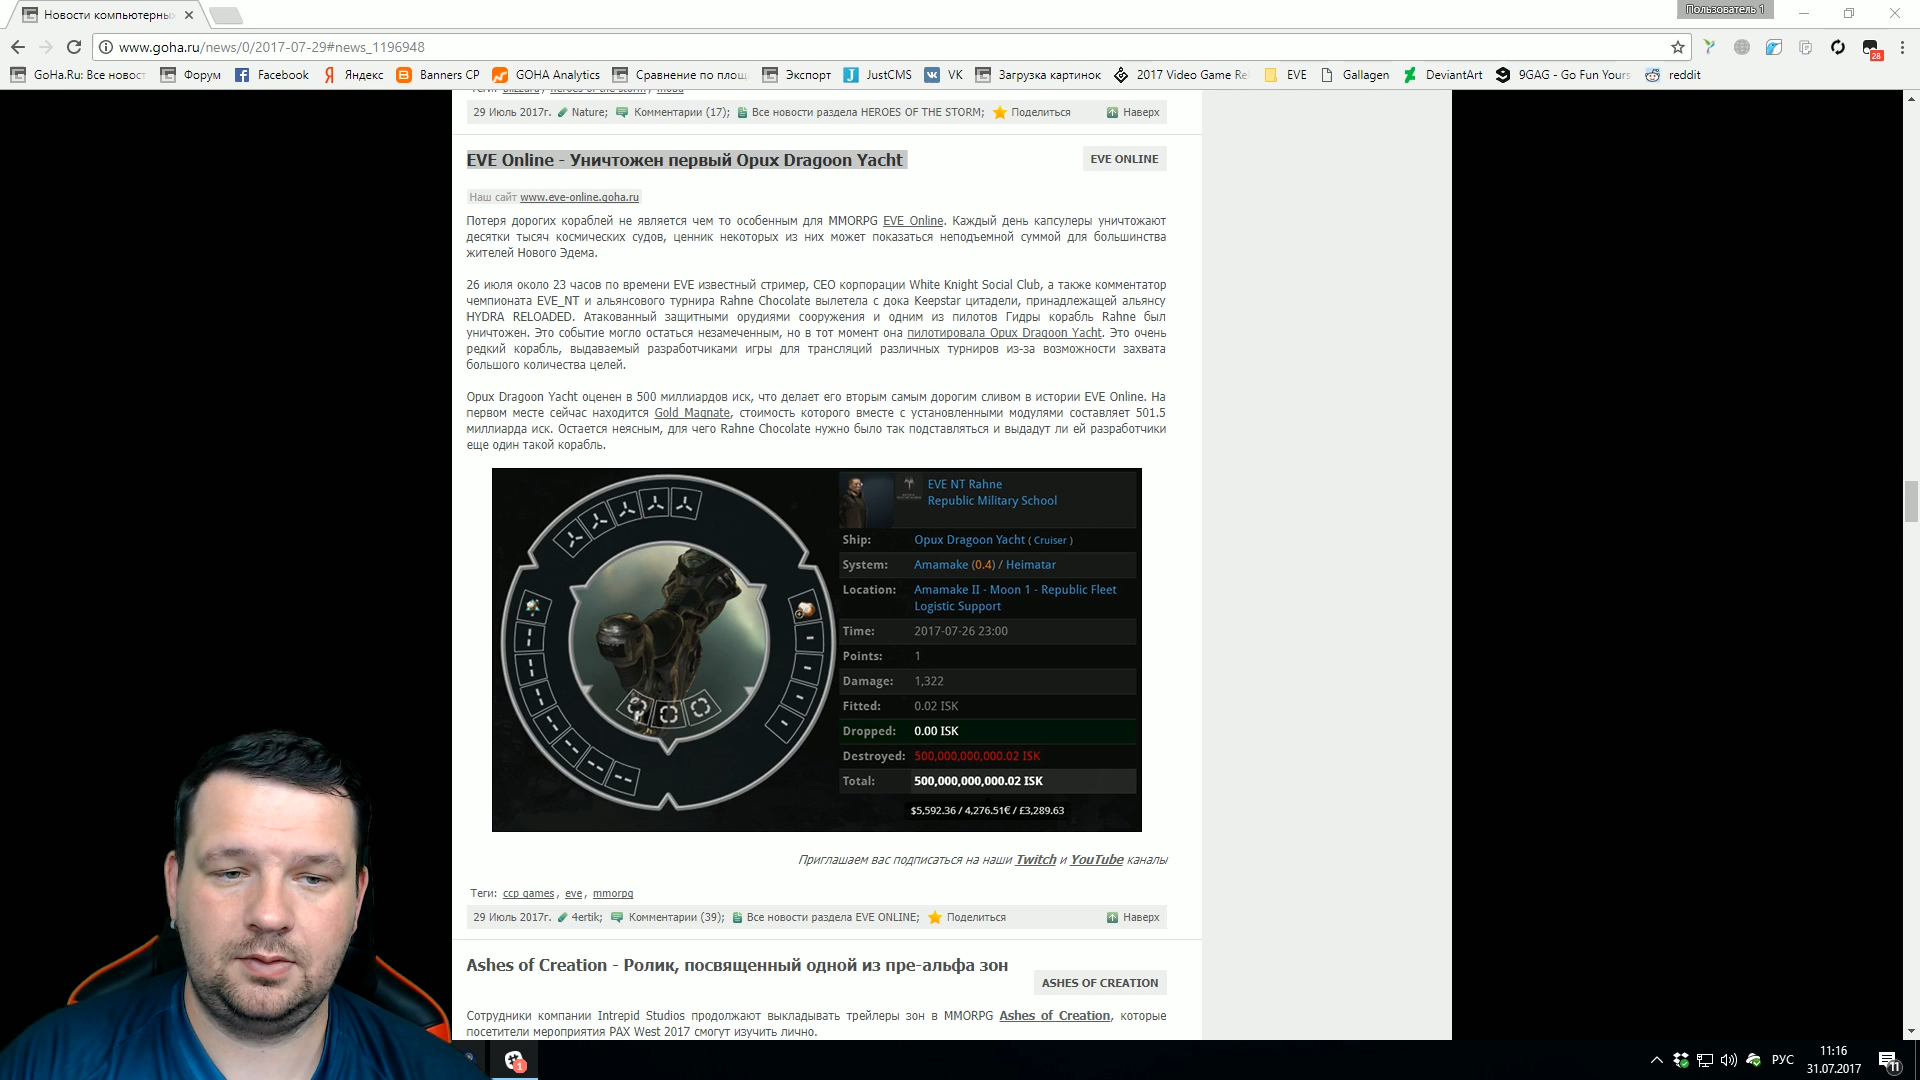 Новости компьютерны
Пользователь 1
www.goha.ru/news/0/2017-07-29#news_1196948
28
GoHa.Ru: Все новост
Форум
Facebook
Яндекс
Banners CP
GOHA Analytics
Сравнение по площ
Экспорт
JustCMS
VK
Загрузка картинок
2017 Video Game Rel
EVE
Gallagen
DeviantArt
9GAG - Go Fun Yours
reddit
Теги: blizzard, heroes of the storm, moba
29 Июль 2017г. Nature; Комментарии (17); Все новости раздела HEROES OF THE STORM; Поделиться Наверх
EVE Online - Уничтожен первый Opux Dragoon Yacht
EVE ONLINE
Наш сайт www.eve-online.goha.ru
Потеря дорогих кораблей не является чем то особенным для MMORPG EVE Online. Каждый день капсулеры уничтожают
десятки тысяч космических судов, ценник некоторых из них может показаться неподъемной суммой для большинства
жителей Нового Эдема.
26 июля около 23 часов по времени EVE известный стример, CEO корпорации White Knight Social Club, а также комментатор
чемпионата EVE_NT и альянсового турнира Rahne Chocolate вылетела с дока Keepstar цитадели, принадлежащей альянсу
HYDRA RELOADED. Атакованный защитными орудиями сооружения и одним из пилотов Гидры корабль Rahne был
уничтожен. Это событие могло остаться незамеченным, но в тот момент она пилотировала Opux Dragoon Yacht. Это очень
редкий корабль, выдаваемый разработчиками игры для трансляций различных турниров из-за возможности захвата
большого количества целей.
Opux Dragoon Yacht оценен в 500 миллиардов иск, что делает его вторым самым дорогим сливом в истории EVE Online. На
первом месте сейчас находится Gold Magnate, стоимость которого вместе с установленными модулями составляет 501.5
миллиарда иск. Остается неясным, для чего Rahne Chocolate нужно было так подставляться и выдадут ли ей разработчики
еще один такой корабль.
EVE NT Rahne
Republic Military School
Ship: Opux Dragoon Yacht ( Cruiser )
System: Amamake (0.4) / Heimatar
Location: Amamake II - Moon 1 - Republic Fleet
Logistic Support
Time: 2017-07-26 23:00
Points: 1
Damage: 1,322
Fitted: 0.02 ISK
Dropped: 0.00 ISK
Destroyed: 500,000,000,000.02 ISK
Total: 500,000,000,000.02 ISK
$5,592.36 / 4,276.51€ / £3,289.63
Приглашаем вас подписаться на наши Twitch и YouTube каналы
Теги: ccp games, eve, mmorpg
29 Июль 2017г. 4ertik; Комментарии (39); Все новости раздела EVE ONLINE; Поделиться Наверх
Ashes of Creation - Ролик, посвященный одной из пре-альфа зон
ASHES OF CREATION
Сотрудники компании Intrepid Studios продолжают выкладывать трейлеры зон в MMORPG Ashes of Creation, которые
посетители мероприятия PAX West 2017 смогут изучить лично.
1
РУС
11:16
31.07.2017
11